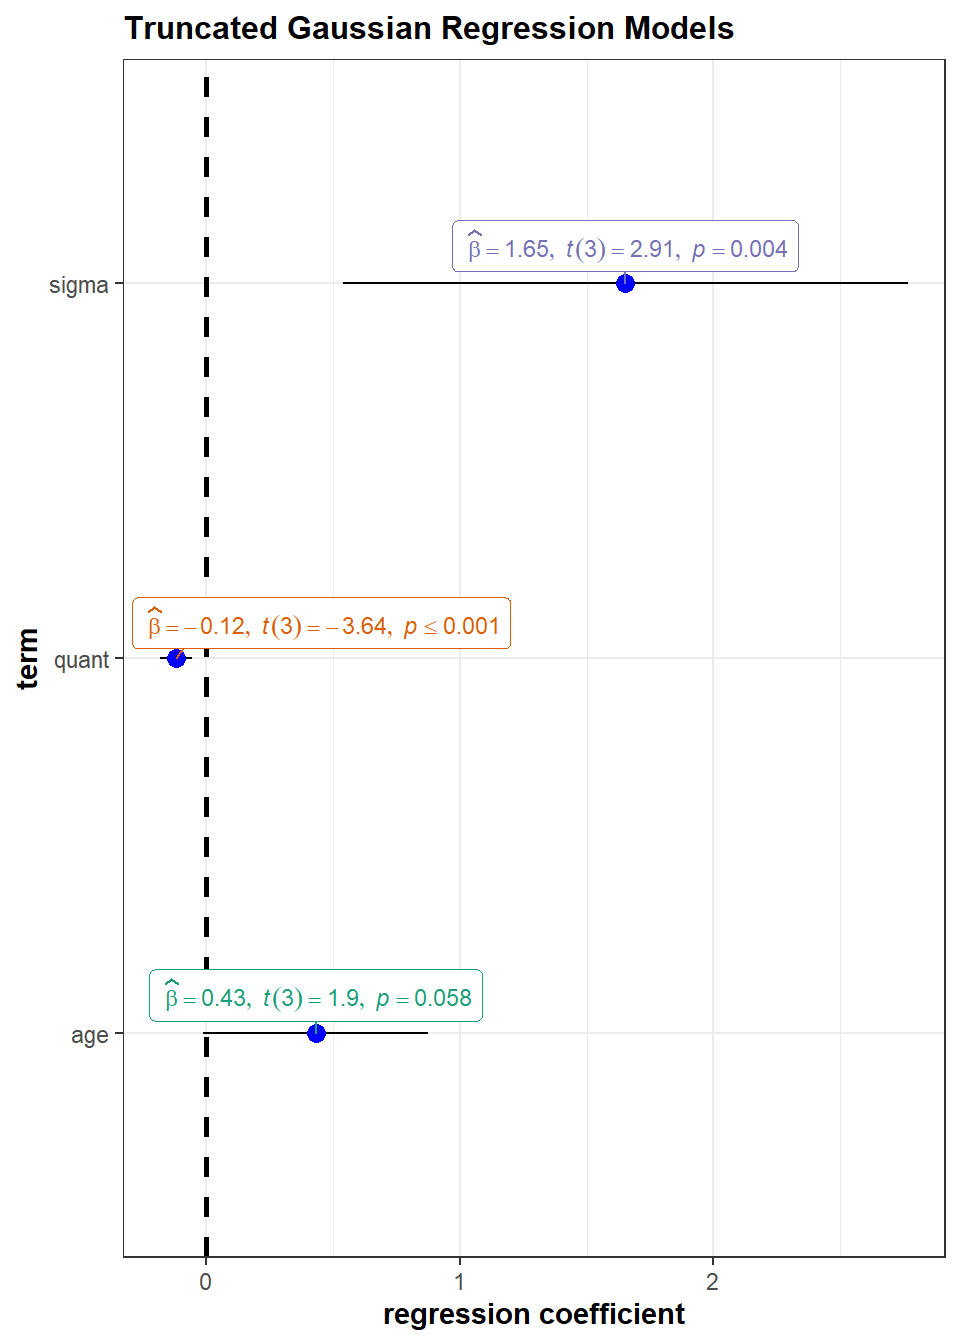 Truncated Gaussian Regression Models
β̂ = 1.65, t(3) = 2.91, p = 0.004
sigma
β̂ = −0.12, t(3) = −3.64, p ≤ 0.001
term
quant
β̂ = 0.43, t(3) = 1.9, p = 0.058
age
0 1 2
regression coefficient